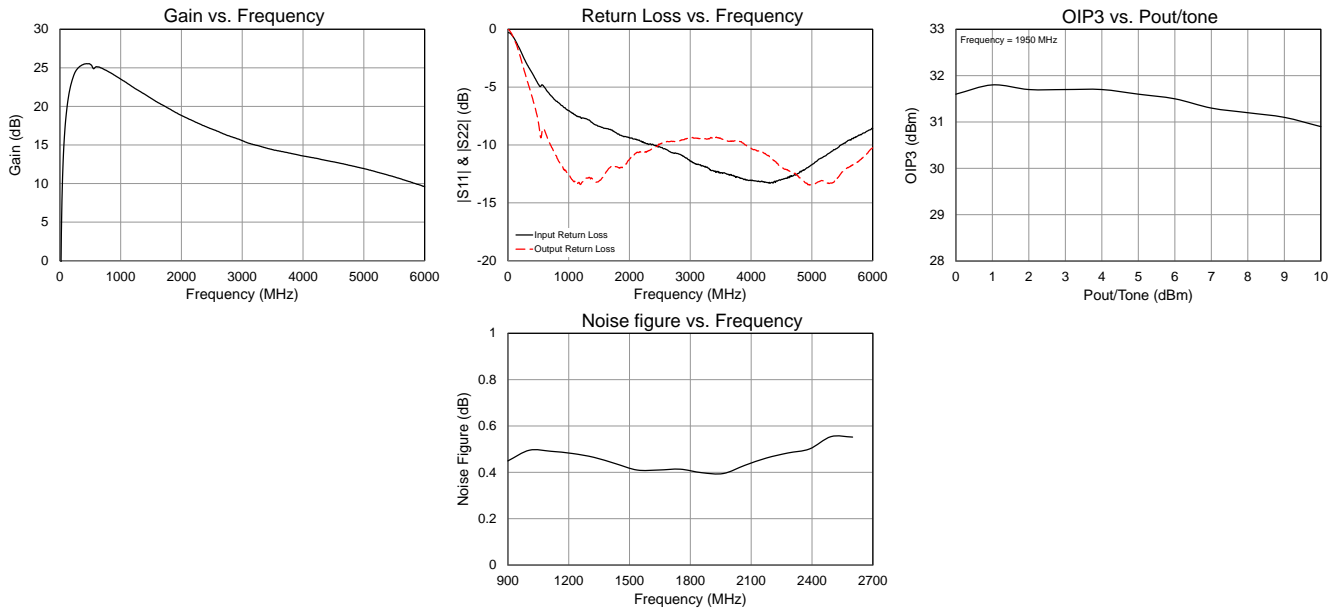 Gain vs. Frequency
30
25
20
15
10
5
0
Gain (dB)
0 1000 2000 3000 4000 5000 6000
Frequency (MHz)
Return Loss vs. Frequency
0
-5
-10
-15
-20
|S11| & |S22| (dB)
Input Return Loss
Output Return Loss
0 1000 2000 3000 4000 5000 6000
Frequency (MHz)
OIP3 vs. Pout/tone
Frequency = 1950 MHz
33
32
31
30
29
28
OIP3 (dBm)
0 1 2 3 4 5 6 7 8 9 10
Pout/Tone (dBm)
Noise figure vs. Frequency
1
0.8
0.6
0.4
0.2
0
Noise Figure (dB)
900 1200 1500 1800 2100 2400 2700
Frequency (MHz)